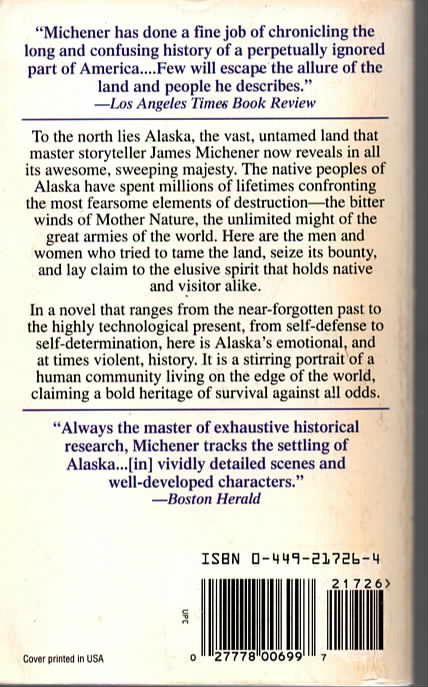 “Michener has done a fine job of chronicling the
long and confusing history of a perpetually ignored
part of America....Few will escape the allure of the
land and people he describes.”
—Los Angeles Times Book Review
To the north lies Alaska, the vast, untamed land that
master storyteller James Michener now reveals in all
its awesome, sweeping majesty. The native peoples of
Alaska have spent millions of lifetimes confronting
the most fearsome elements of destruction—the bitter
winds of Mother Nature, the unlimited might of the
great armies of the world. Here are the men and
women who tried to tame the land, seize its bounty,
and lay claim to the elusive spirit that holds native
and visitor alike.
In a novel that ranges from the near-forgotten past to
the highly technological present, from self-defense to
self-determination, here is Alaska’s emotional, and
at times violent, history. It is a stirring portrait of a
human community living on the edge of the world,
claiming a bold heritage of survival against all odds.
“Always the master of exhaustive historical
research, Michener tracks the settling of
Alaska...[in] vividly detailed scenes and
well-developed characters.”
—Boston Herald
ISBN 0-449-21726-4
21726>
UPC
0 27778 00699 7
Cover printed in USA